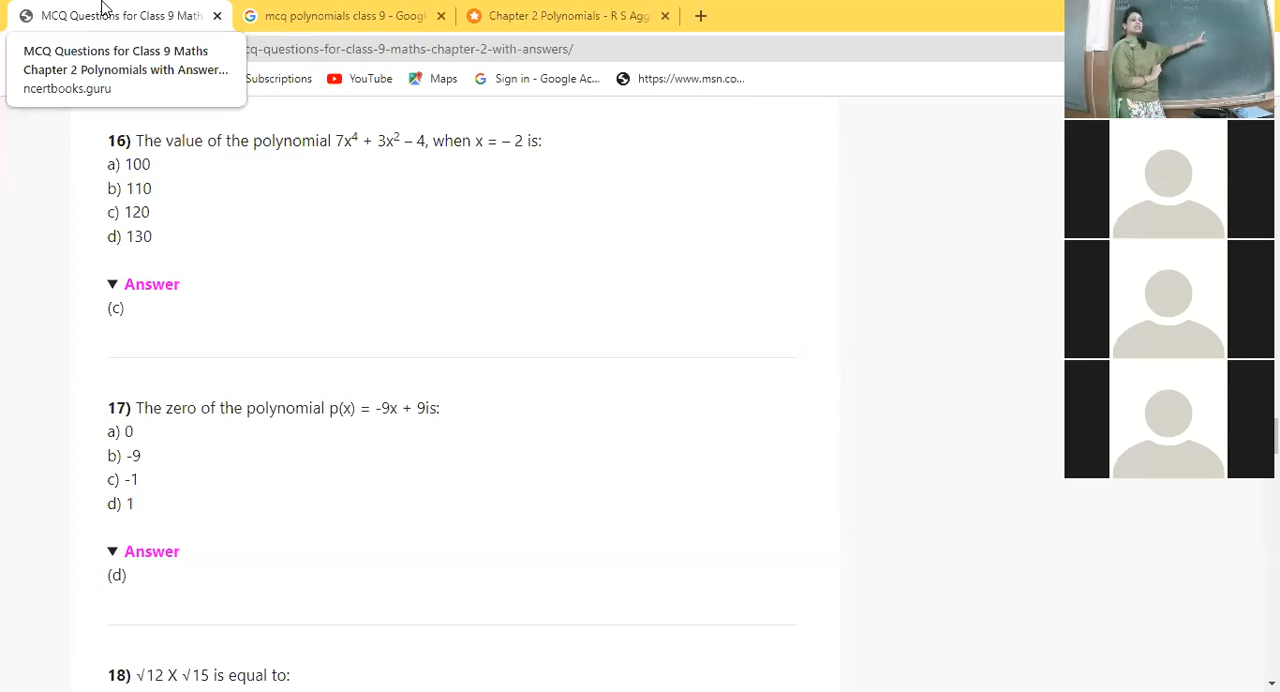 MCQ Questions for Class 9 Math
mcq polynomials class 9 - Googl
Chapter 2 Polynomials - R S Agg
MCQ Questions for Class 9 Maths
Chapter 2 Polynomials with Answer...
ncertbooks.guru
cq-questions-for-class-9-maths-chapter-2-with-answers/
Subscriptions
YouTube
Maps
Sign in - Google Ac...
https://www.msn.co...
16) The value of the polynomial 7x⁴ + 3x² – 4, when x = – 2 is:
a) 100
b) 110
c) 120
d) 130
Answer
(c)
17) The zero of the polynomial p(x) = -9x + 9is:
a) 0
b) -9
c) -1
d) 1
Answer
(d)
18) √12 X √15 is equal to: